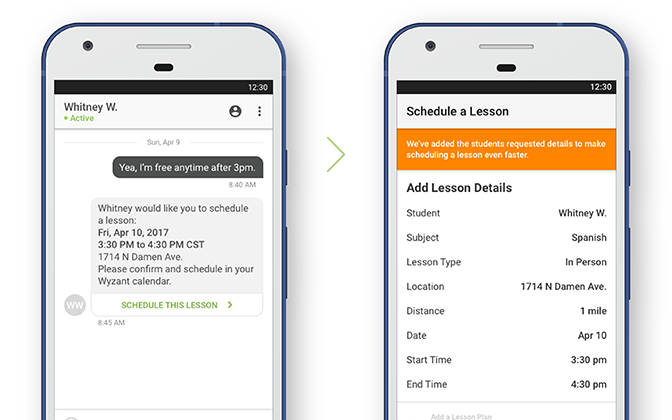 12:30
Whitney W.
Active
Sun, Apr 9
Yea, I'm free anytime after 3pm.
8:40 AM
Whitney would like you to schedule
a lesson:
Fri, Apr 10, 2017
3:30 PM to 4:30 PM CST
1714 N Damen Ave.
Please confirm and schedule in your
Wyzant calendar.
WW
SCHEDULE THIS LESSON
8:45 AM
12:30
Schedule a Lesson
We've added the students requested details to make
scheduling a lesson even faster.
Add Lesson Details
Student Whitney W.
Subject Spanish
Lesson Type In Person
Location 1714 N Damen Ave.
Distance 1 mile
Date Apr 10
Start Time 3:30 pm
End Time 4:30 pm
Add a Lesson Plan